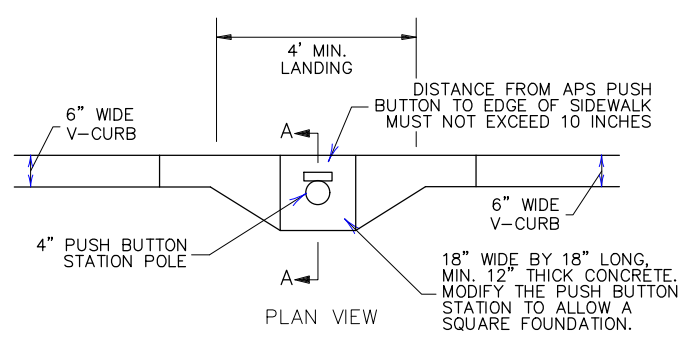 4' MIN.
LANDING
DISTANCE FROM APS PUSH
BUTTON TO EDGE OF SIDEWALK
MUST NOT EXCEED 10 INCHES
6" WIDE
V-CURB
A
6" WIDE
V-CURB
4" PUSH BUTTON
STATION POLE
A
18" WIDE BY 18" LONG,
MIN. 12" THICK CONCRETE.
MODIFY THE PUSH BUTTON
STATION TO ALLOW A
SQUARE FOUNDATION.
PLAN VIEW